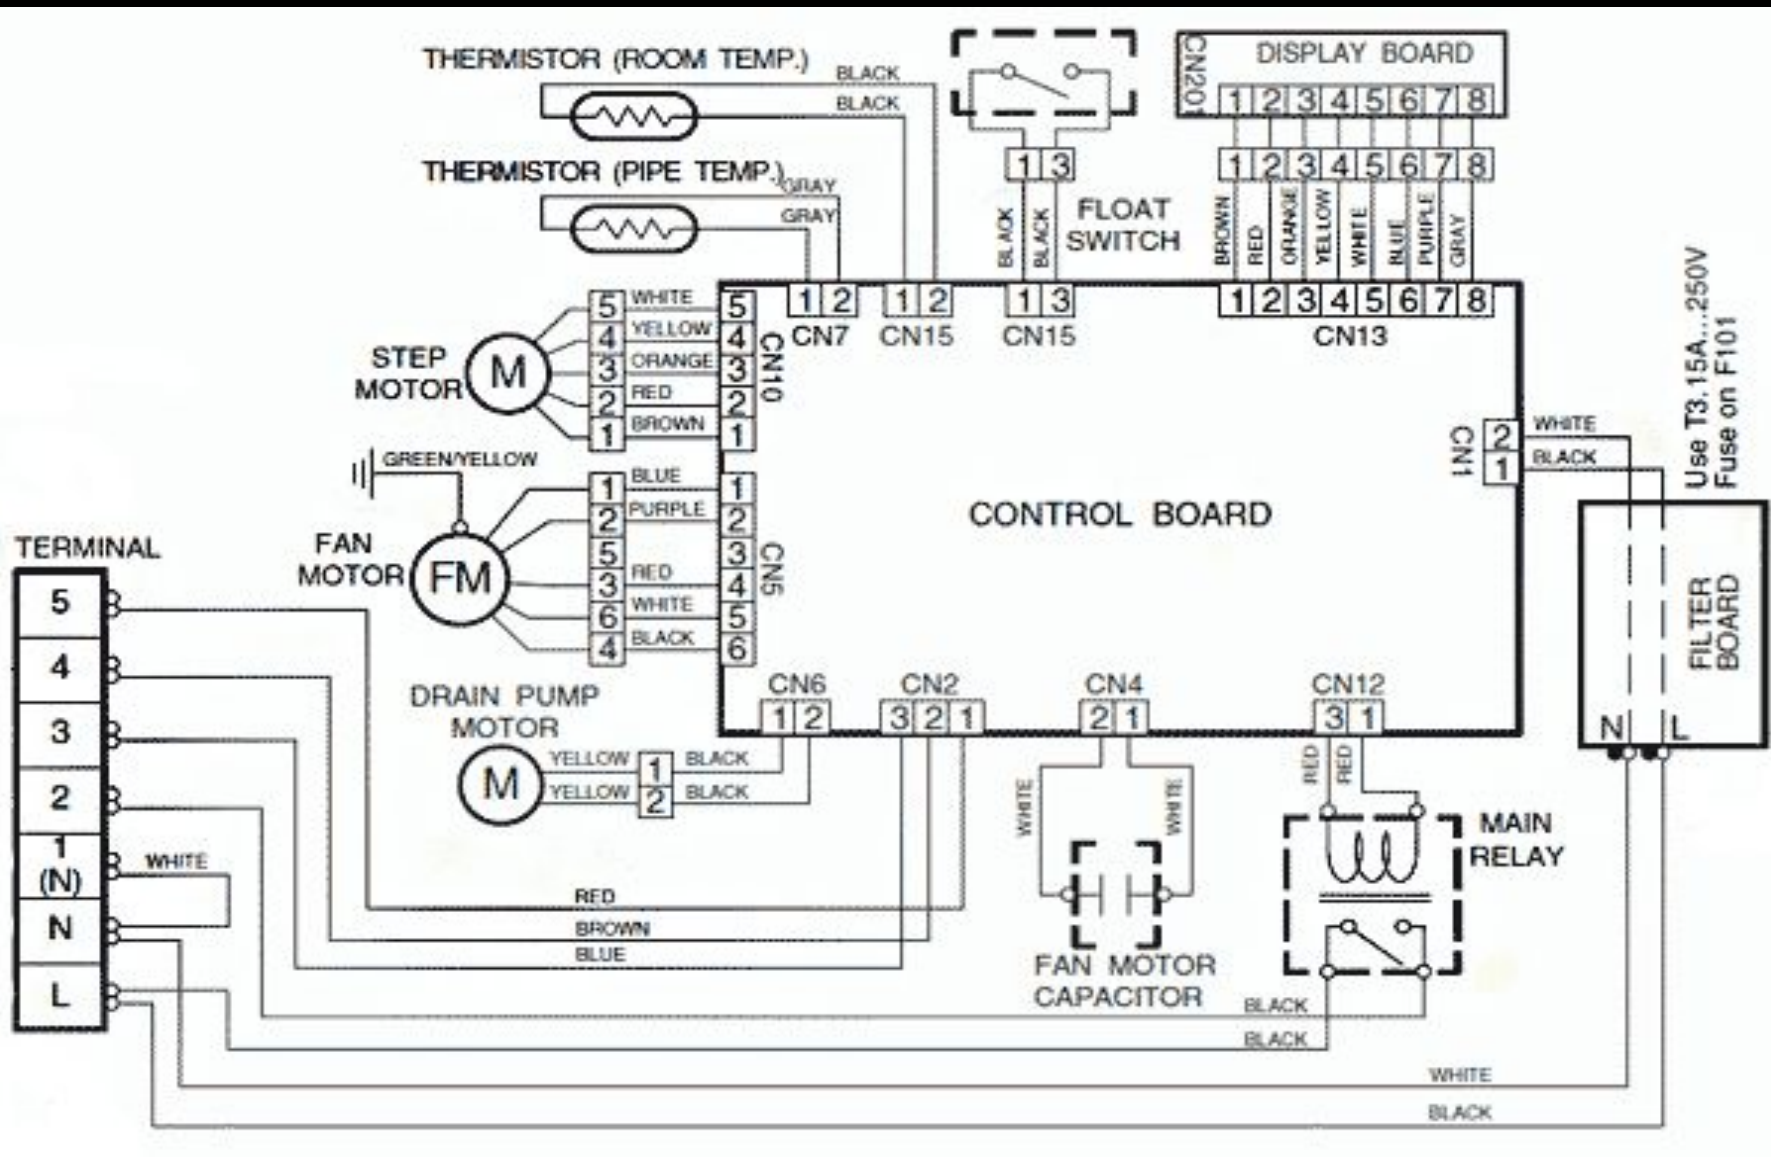 THERMISTOR (ROOM TEMP.)
BLACK
BLACK
THERMISTOR (PIPE TEMP.)
GRAY
GRAY
1 3
FLOAT
SWITCH
BLACK
BLACK
CN201
DISPLAY BOARD
1 2 3 4 5 6 7 8
1 2 3 4 5 6 7 8
BROWN
RED
ORANGE
YELLOW
WHITE
BLUE
PURPLE
GRAY
1 2
CN7
1 2
CN15
1 3
CN15
1 2 3 4 5 6 7 8
CN13
STEP
MOTOR
M
5 WHITE 5
4 YELLOW 4
3 ORANGE 3
2 RED 2
1 BROWN 1
CN10
GREEN/YELLOW
FAN
MOTOR
FM
1 BLUE 1
2 PURPLE 2
5 3
3 RED 4
6 WHITE 5
4 BLACK 6
CN5
CONTROL BOARD
CN1
2 WHITE
1 BLACK
Use T3.15A...250V
Fuse on F101
FILTER
BOARD
N L
TERMINAL
5
4
3
2
1
(N)
N
L
WHITE
DRAIN PUMP
MOTOR
M
YELLOW 1 BLACK
YELLOW 2 BLACK
CN6
1 2
CN2
3 2 1
CN4
2 1
CN12
3 1
RED
BROWN
BLUE
WHITE
WHITE
FAN MOTOR
CAPACITOR
RED
RED
MAIN
RELAY
BLACK
BLACK
WHITE
BLACK